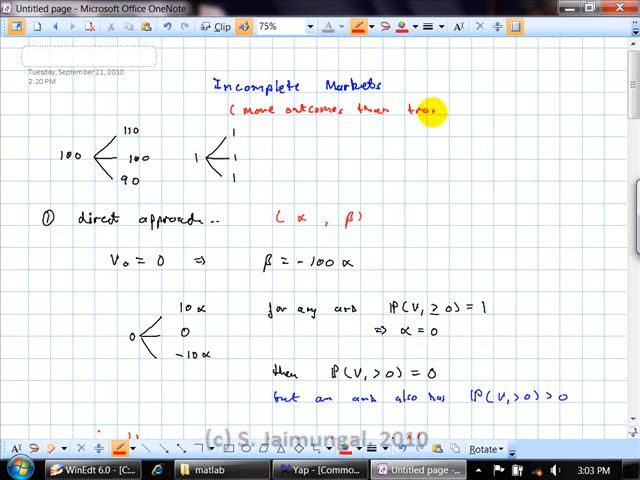 Untitled page - Microsoft Office OneNote
Clip 75%
Tuesday, September 21, 2010
2:20 PM
Incomplete Markets
(more outcomes than tra
110
1
100 100 1 1
90 1
① direct approach.. (α, β)
V₀ = 0 ⇒ β = -100α
10α
0 0
-10α
for any arb P(V₁ ≥ 0) = 1
⇒ α = 0
then P(V₁ > 0) = 0
but an arb also has P(V₁ > 0) > 0
(c) S. Jaimungal, 2010
Rotate
WinEdt 6.0 - [C:... matlab Yap - [Commo... Untitled page - M... 3:03 PM